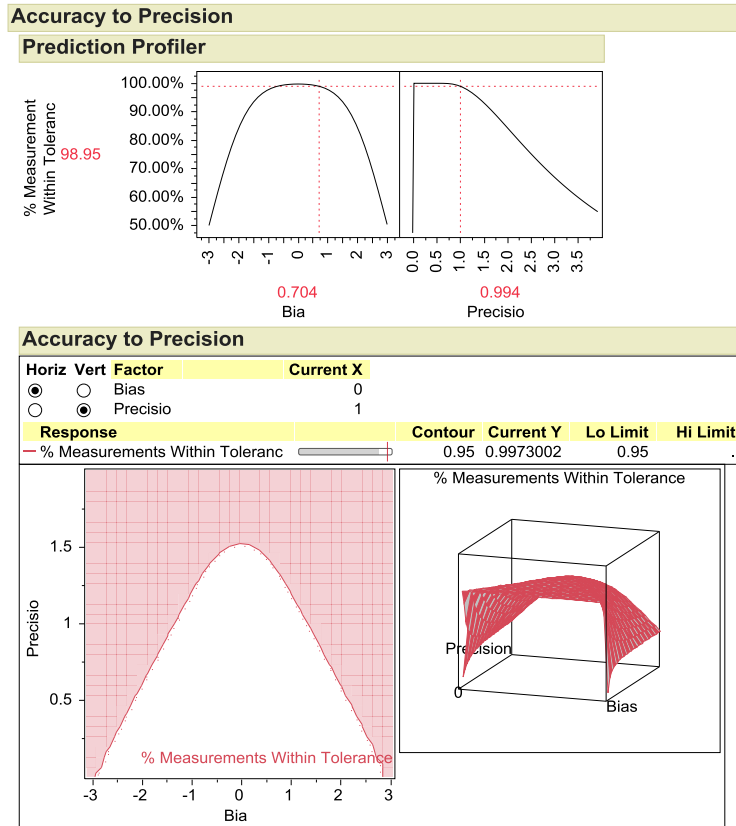 Accuracy to Precision
Prediction Profiler
% Measurement
Within Toleranc
98.95
100.00%
90.00%
80.00%
70.00%
60.00%
50.00%
-3
-2
-1
0
1
2
3
0.0
0.5
1.0
1.5
2.0
2.5
3.0
3.5
0.704
Bia
0.994
Precisio
Accuracy to Precision
Horiz Vert Factor Current X
Bias 0
Precisio 1
Response Contour Current Y Lo Limit Hi Limit
% Measurements Within Toleranc 0.95 0.9973002 0.95 .
Precisio
1.5
1
0.5
% Measurements Within Tolerance
-3 -2 -1 0 1 2 3
Bia
% Measurements Within Tolerance
Precision
0
Bias